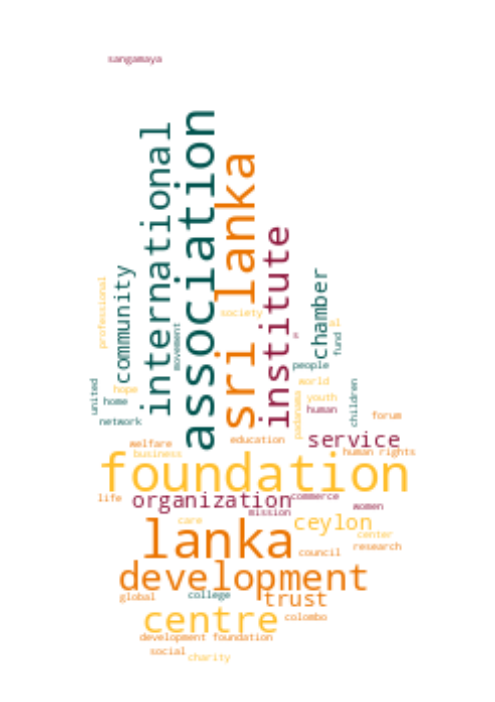 sangamaya
association
international
sri lanka
institute
community
chamber
professional
movement
society
s
al
fund
people
united
hope
home
network
world
youth
human
padanama
children
forum
welfare
business
education
service
human rights
foundation
life
organization
commerce
mission
women
care
ceylon
center
lanka
council
research
development
global
college
trust
centre
colombo
development foundation
social
charity